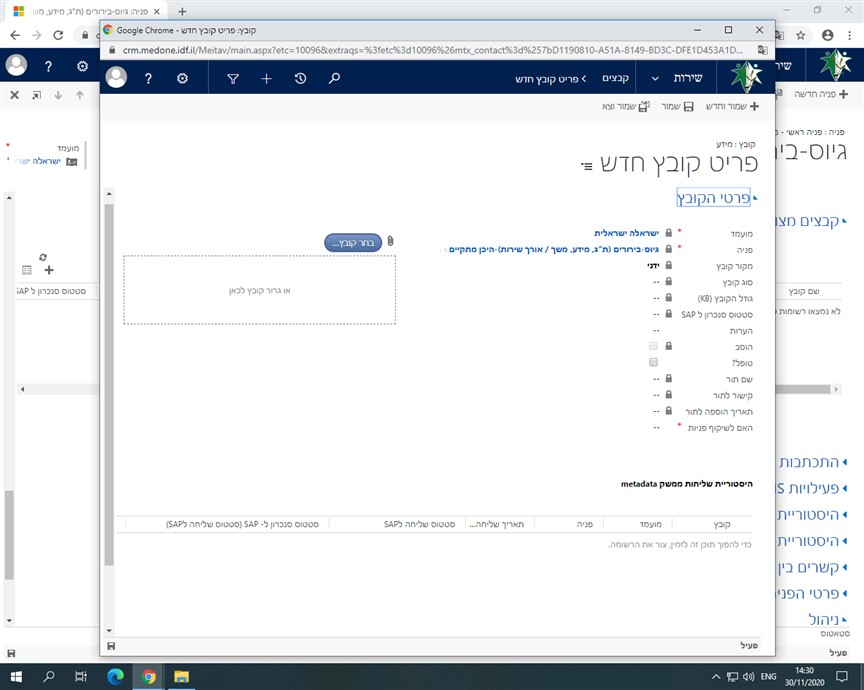 פניה: גיוס-בירורים (ת"ג, מידע, מש
קובץ: פריט קובץ חדש - Google Chrome
crm.medone.idf.il/Meitav/main.aspx?etc=10096&extraqs=%3fetc%3d10096%26mtx_contact%3d%257bD1190810-A51A-8149-BD3C-DFE1D453A1D...
שירות
קבצים
פריט קובץ חדש
שירו
שמור וחדש
שמור
שמור וצא
פניה חדשה
קובץ : מידע
פריט קובץ חדש
פרטי הקובץ
פניה : פניה ראשי -
גיוס-ביר
קבצים מצו
מועמד
ישראלה ישר
סטטוס סנכרון ל SAP
שם קובץ
לא נמצאו רשומות
מועמד * ישראלה ישראלית
פניה * גיוס-בירורים (ת"ג, מידע, משך / אורך שירות)-היכן מתקיים
מקור קובץ ידני
סוג קובץ --
גודל הקובץ (KB) --
סטטוס סנכרון ל SAP --
הערות --
הוסב
טופל?
שם תור --
קישור לתור --
תאריך הוספה לתור --
האם לשיקוף פניות * --
בחר קובץ...
או גרור קובץ לכאן
היסטוריית שליחות ממשק metadata
קובץ
מועמד
פניה
תאריך שליחה...
סטטוס שליחה לSAP
סטטוס סנכרון ל- SAP (סטטוס שליחה לSAP)
כדי להפוך תוכן זה לזמין, צור את הרשומה.
התכתבות
פעילויות
היסטוריית
היסטוריית
קשרים בין
פרטי הפני
ניהול
סטאטוס
פעיל
פעיל
ENG
14:30
30/11/2020